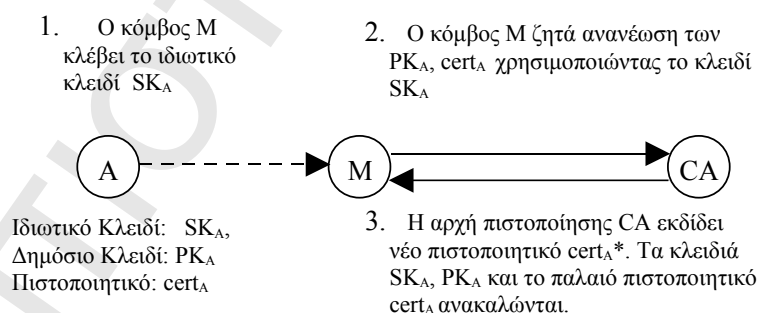 1. Ο κόμβος Μ
κλέβει το ιδιωτικό
κλειδί SKA
2. Ο κόμβος Μ ζητά ανανέωση των
PKA, certA χρησιμοποιώντας το κλειδί
SKA
A
M
CA
Ιδιωτικό Κλειδί: SKA,
Δημόσιο Κλειδί: PKA
Πιστοποιητικό: certA
3. Η αρχή πιστοποίησης CA εκδίδει
νέο πιστοποιητικό certA*. Τα κλειδιά
SKA, PKA και το παλαιό πιστοποιητικό
certA ανακαλώνται.